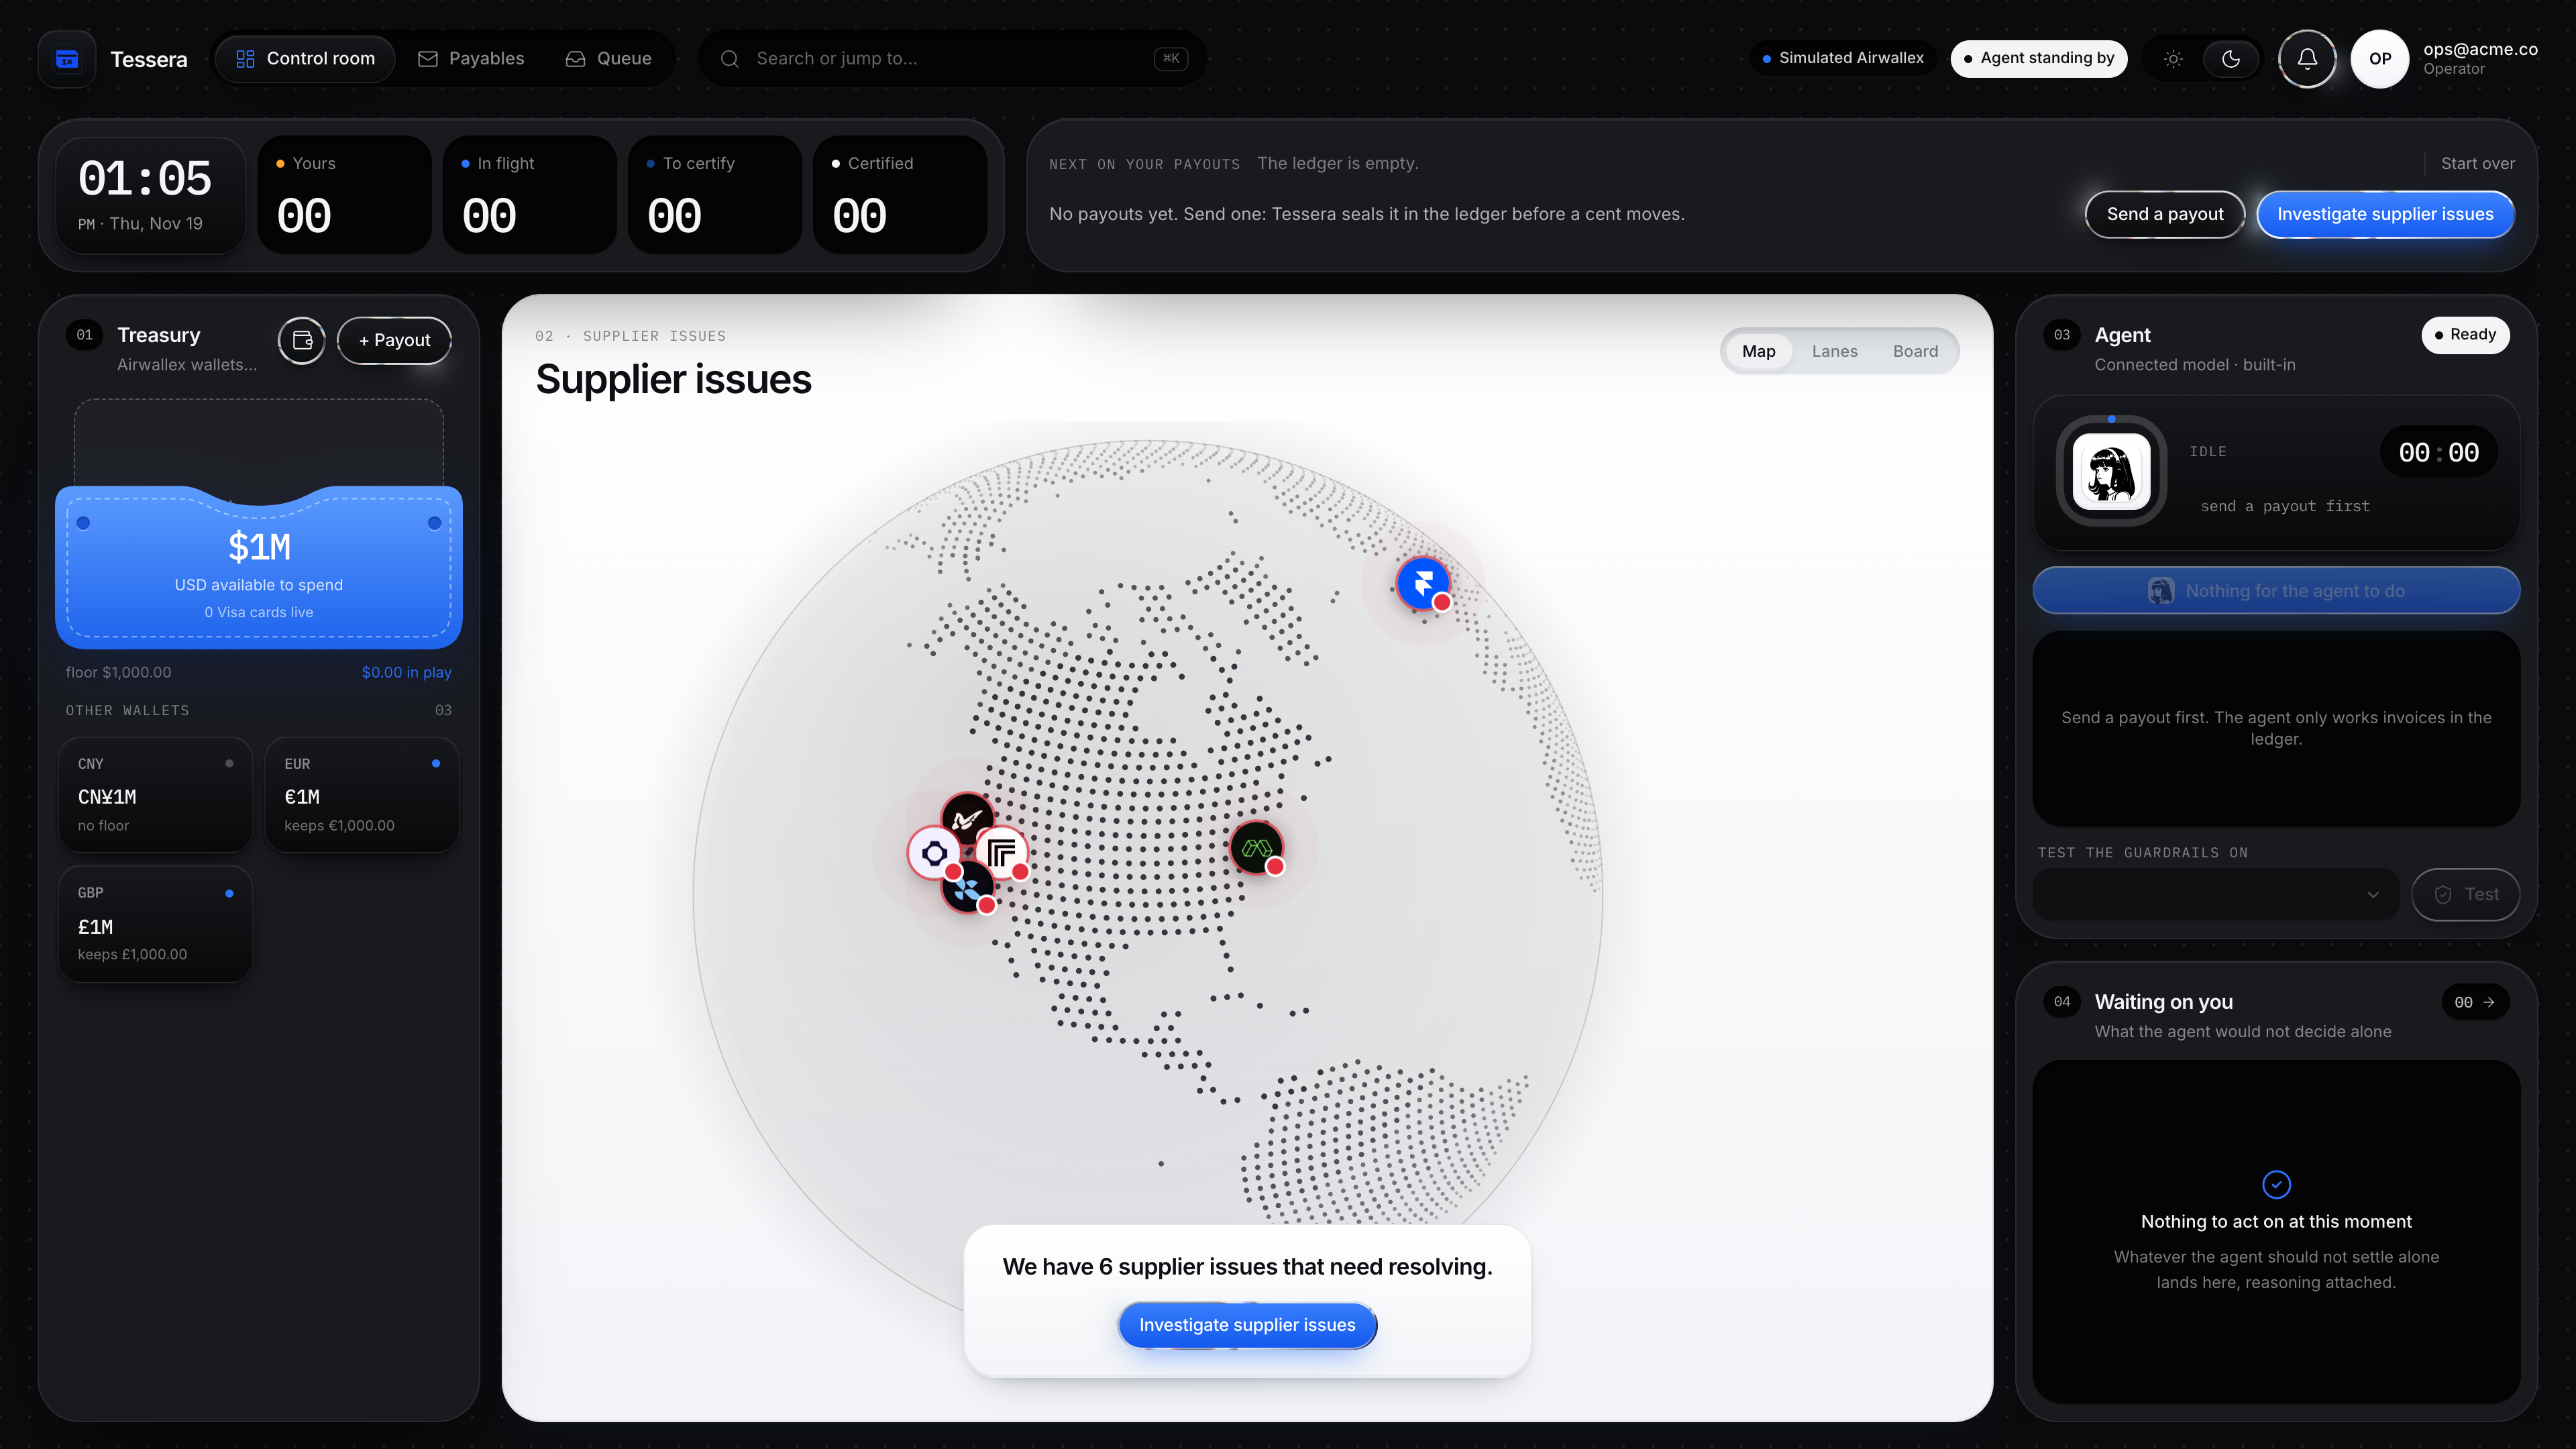 Tessera
Control room
Payables
Queue
Search or jump to...
⌘K
Simulated Airwallex
Agent standing by
OP
ops@acme.co
Operator
01:05
PM · Thu, Nov 19
Yours
00
In flight
00
To certify
00
Certified
00
NEXT ON YOUR PAYOUTS The ledger is empty.
Start over
No payouts yet. Send one: Tessera seals it in the ledger before a cent moves.
Send a payout
Investigate supplier issues
01
Treasury
Airwallex wallets...
+ Payout
$1M
USD available to spend
0 Visa cards live
floor $1,000.00
$0.00 in play
OTHER WALLETS
03
CNY
CN¥1M
no floor
EUR
€1M
keeps €1,000.00
GBP
£1M
keeps £1,000.00
02 · SUPPLIER ISSUES
Supplier issues
Map
Lanes
Board
We have 6 supplier issues that need resolving.
Investigate supplier issues
03
Agent
Connected model · built-in
Ready
IDLE
00:00
send a payout first
Nothing for the agent to do
Send a payout first. The agent only works invoices in the
ledger.
TEST THE GUARDRAILS ON
Test
04
Waiting on you
What the agent would not decide alone
00 →
Nothing to act on at this moment
Whatever the agent should not settle alone
lands here, reasoning attached.